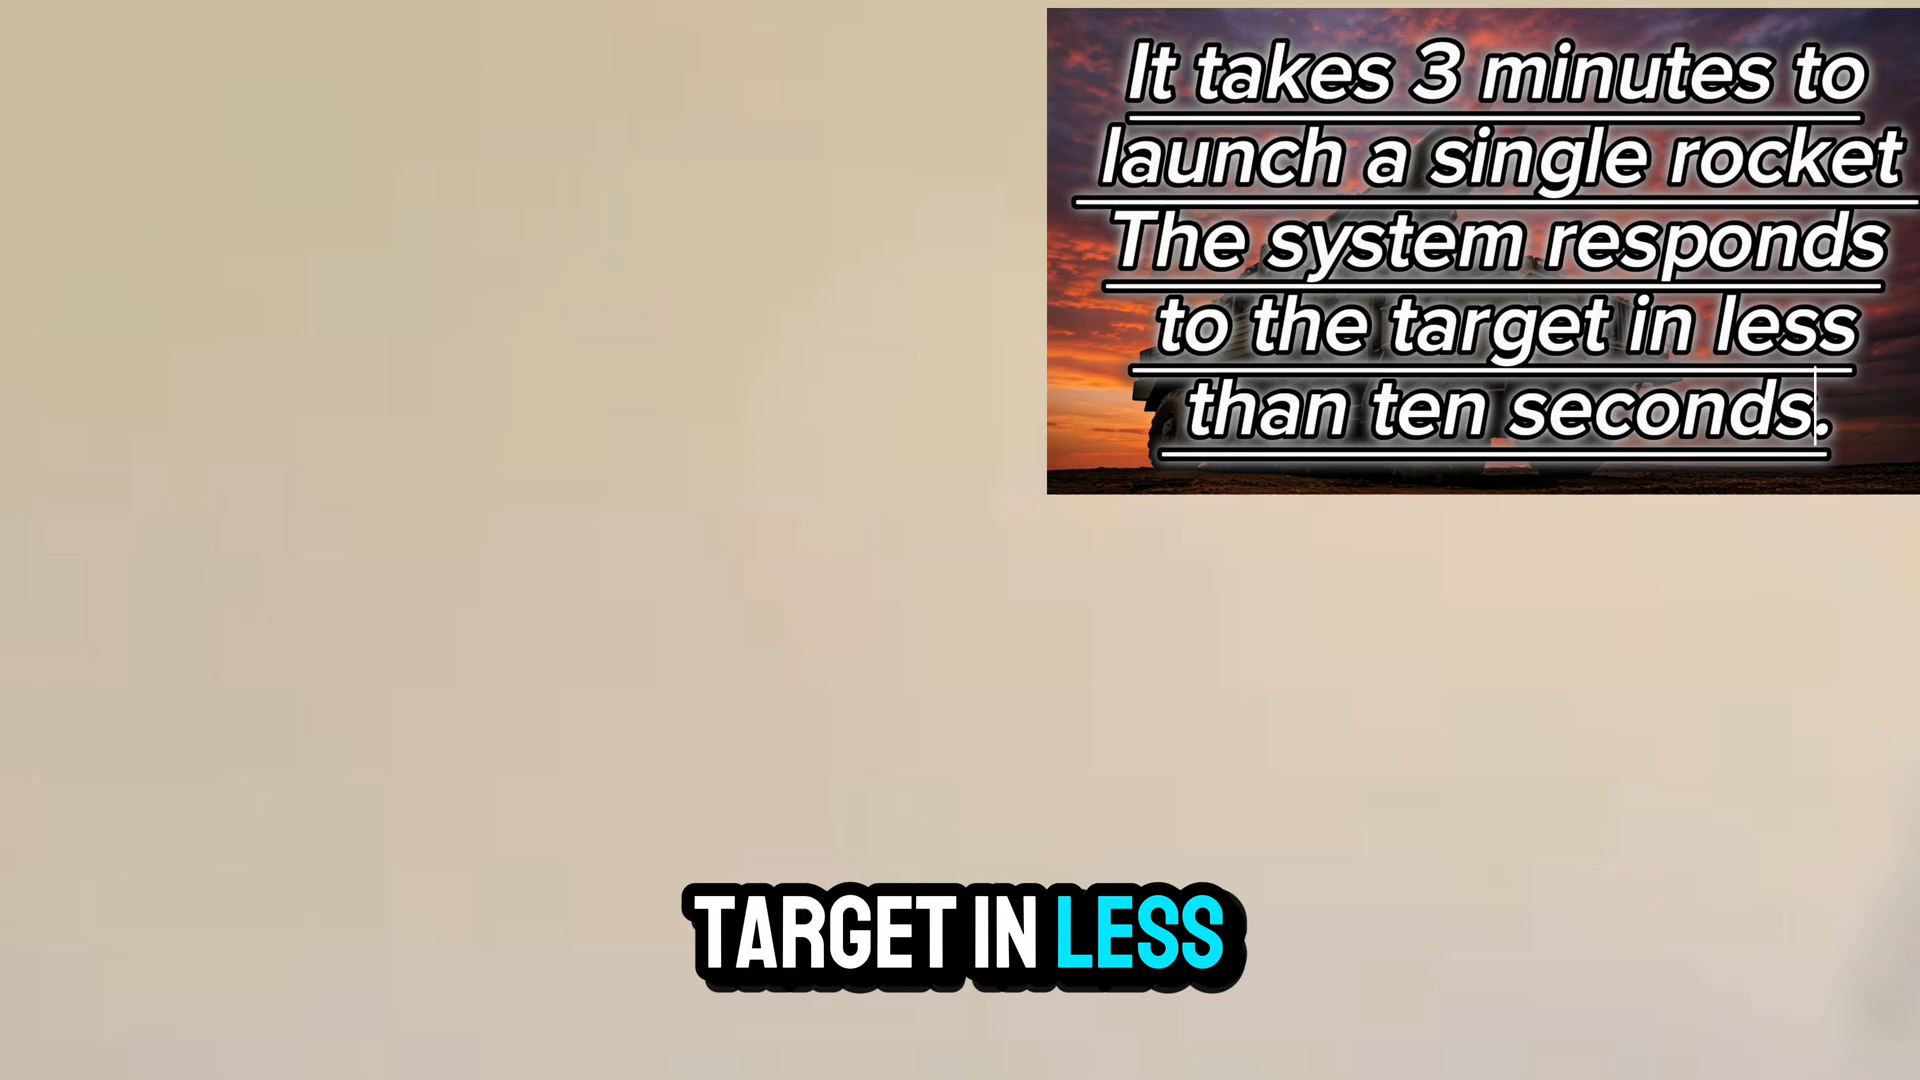 It takes 3 minutes to
launch a single rocket
The system responds
to the target in less
than ten seconds.
TARGET IN LESS